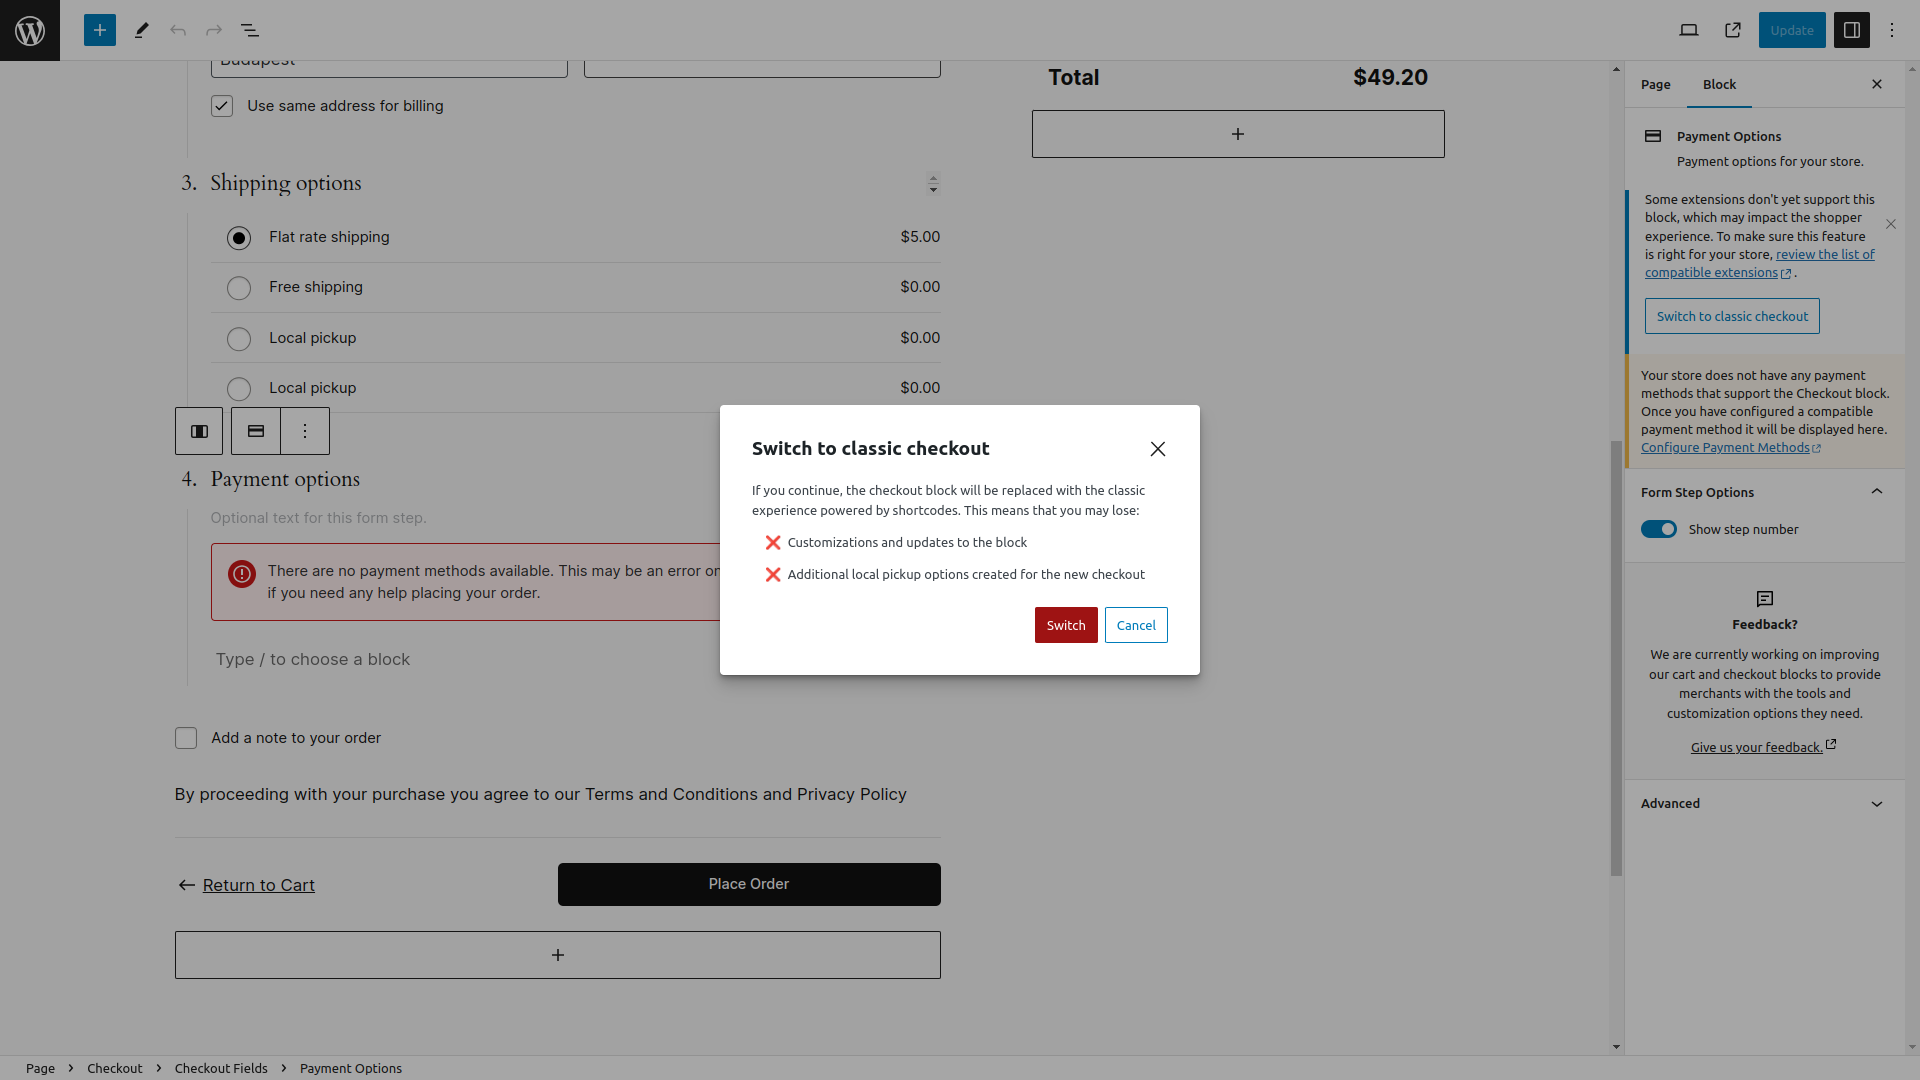 Update
Budapest
Use same address for billing
Total $49.20
3. Shipping options
Flat rate shipping $5.00
Free shipping $0.00
Local pickup $0.00
Local pickup $0.00
4. Payment options
Optional text for this form step.
There are no payment methods available. This may be an error on
if you need any help placing your order.
Type / to choose a block
Add a note to your order
By proceeding with your purchase you agree to our Terms and Conditions and Privacy Policy
Return to Cart
Place Order
Switch to classic checkout
If you continue, the checkout block will be replaced with the classic
experience powered by shortcodes. This means that you may lose:
❌ Customizations and updates to the block
❌ Additional local pickup options created for the new checkout
Switch Cancel
Page Block
Payment Options
Payment options for your store.
Some extensions don't yet support this
block, which may impact the shopper
experience. To make sure this feature
is right for your store, review the list of
compatible extensions .
Switch to classic checkout
Your store does not have any payment
methods that support the Checkout block.
Once you have configured a compatible
payment method it will be displayed here.
Configure Payment Methods
Form Step Options
Show step number
Feedback?
We are currently working on improving
our cart and checkout blocks to provide
merchants with the tools and
customization options they need.
Give us your feedback.
Advanced
Page > Checkout > Checkout Fields > Payment Options